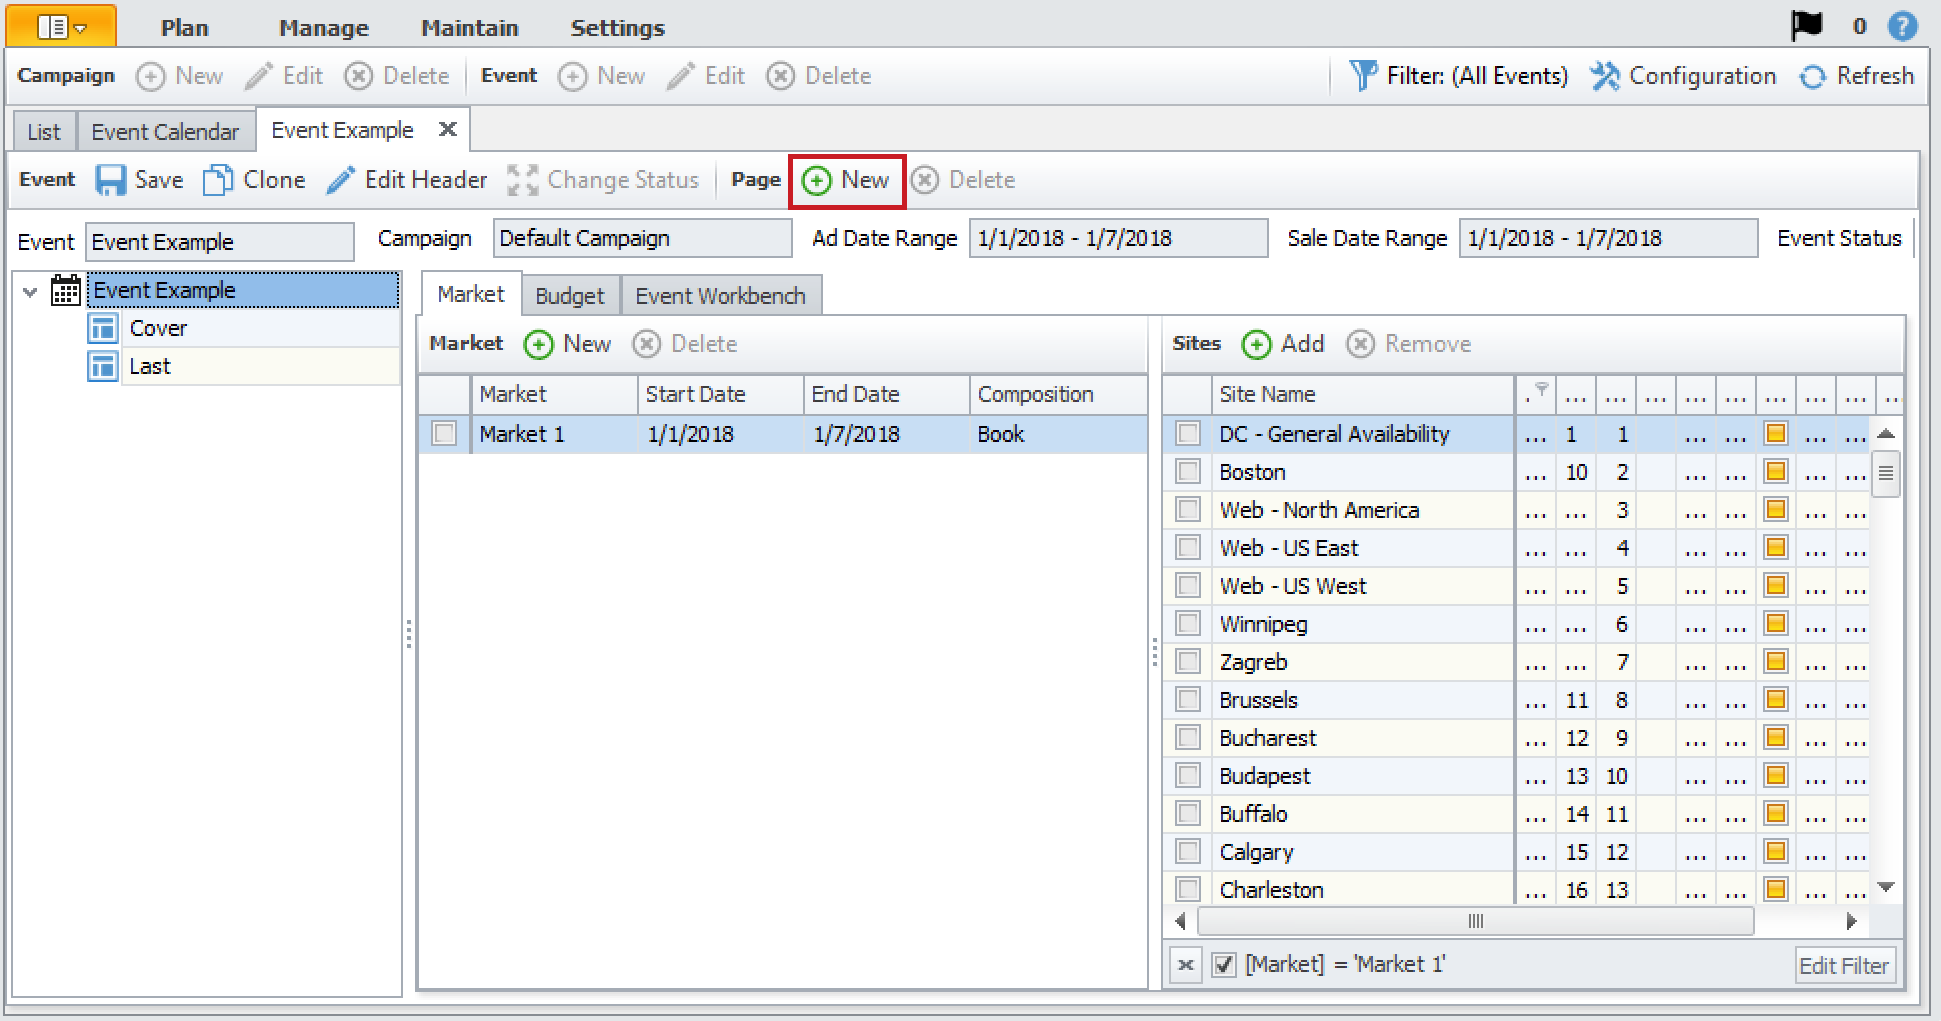 Plan Manage Maintain Settings 0 ?
Campaign New Edit Delete Event New Edit Delete Filter: (All Events) Configuration Refresh
List Event Calendar Event Example
Event Save Clone Edit Header Change Status Page New Delete
Event Event Example Campaign Default Campaign Ad Date Range 1/1/2018 - 1/7/2018 Sale Date Range 1/1/2018 - 1/7/2018 Event Status
Event Example
Cover
Last
Market Budget Event Workbench
Market New Delete
Market Start Date End Date Composition
Market 1 1/1/2018 1/7/2018 Book
Sites Add Remove
Site Name . ... ... ... ... ... ... ... ... ...
DC - General Availability ... 1 1 ... ... ... ...
Boston ... 10 2 ... ... ... ...
Web - North America ... ... 3 ... ... ... ...
Web - US East ... ... 4 ... ... ... ...
Web - US West ... ... 5 ... ... ... ...
Winnipeg ... ... 6 ... ... ... ...
Zagreb ... ... 7 ... ... ... ...
Brussels ... 11 8 ... ... ... ...
Bucharest ... 12 9 ... ... ... ...
Budapest ... 13 10 ... ... ... ...
Buffalo ... 14 11 ... ... ... ...
Calgary ... 15 12 ... ... ... ...
Charleston ... 16 13 ... ... ... ...
[Market] = 'Market 1' Edit Filter